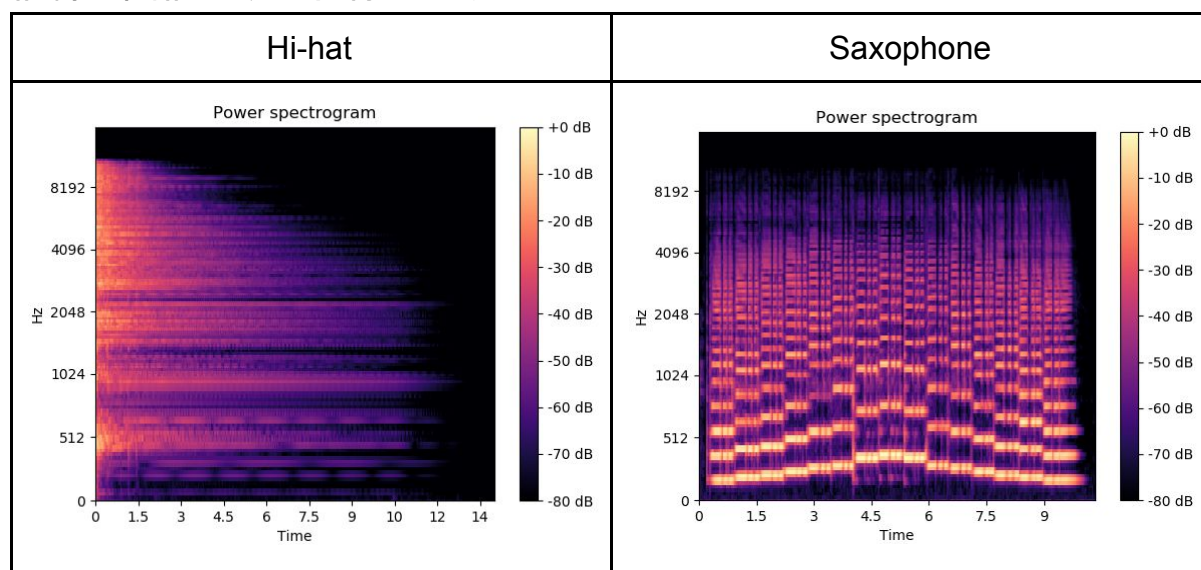 Hi-hat
Saxophone
Power spectrogram
8192
4096
2048
1024
512
0
Hz
0 1.5 3 4.5 6 7.5 9 10 12 14
Time
+0 dB
-10 dB
-20 dB
-30 dB
-40 dB
-50 dB
-60 dB
-70 dB
-80 dB
Power spectrogram
8192
4096
2048
1024
512
0
Hz
0 1.5 3 4.5 6 7.5 9
Time
+0 dB
-10 dB
-20 dB
-30 dB
-40 dB
-50 dB
-60 dB
-70 dB
-80 dB